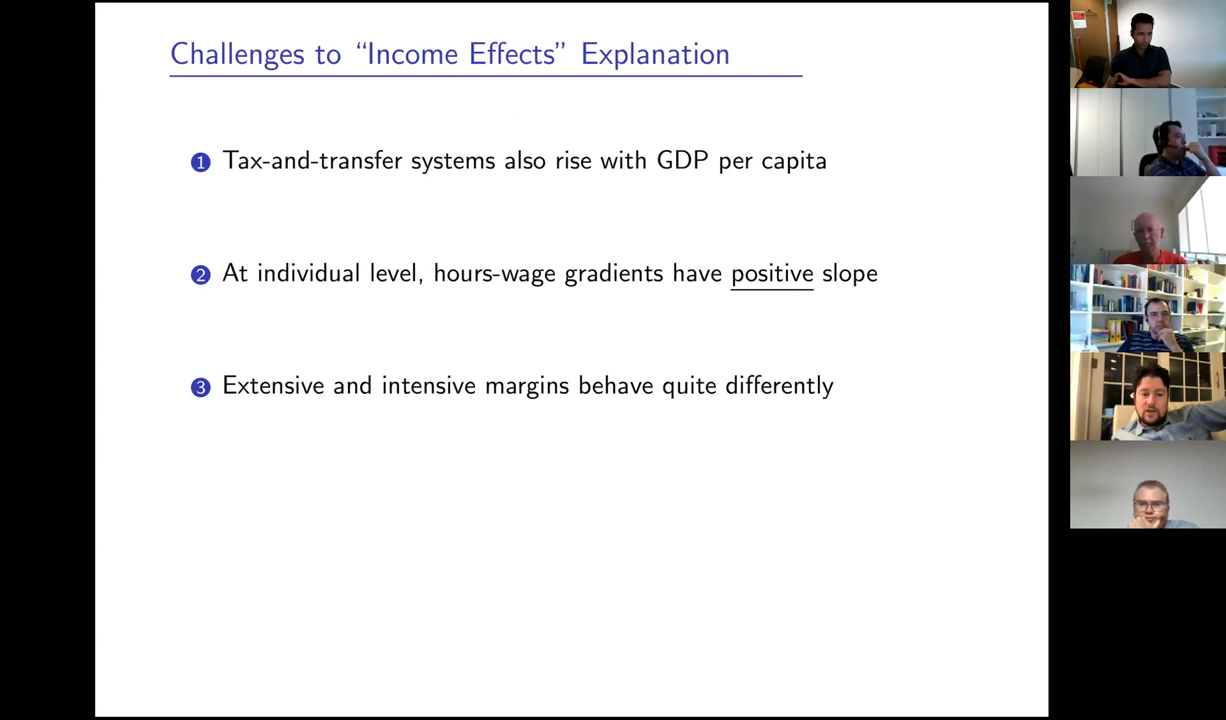 Challenges to “Income Effects” Explanation
1 Tax-and-transfer systems also rise with GDP per capita
2 At individual level, hours-wage gradients have positive slope
3 Extensive and intensive margins behave quite differently